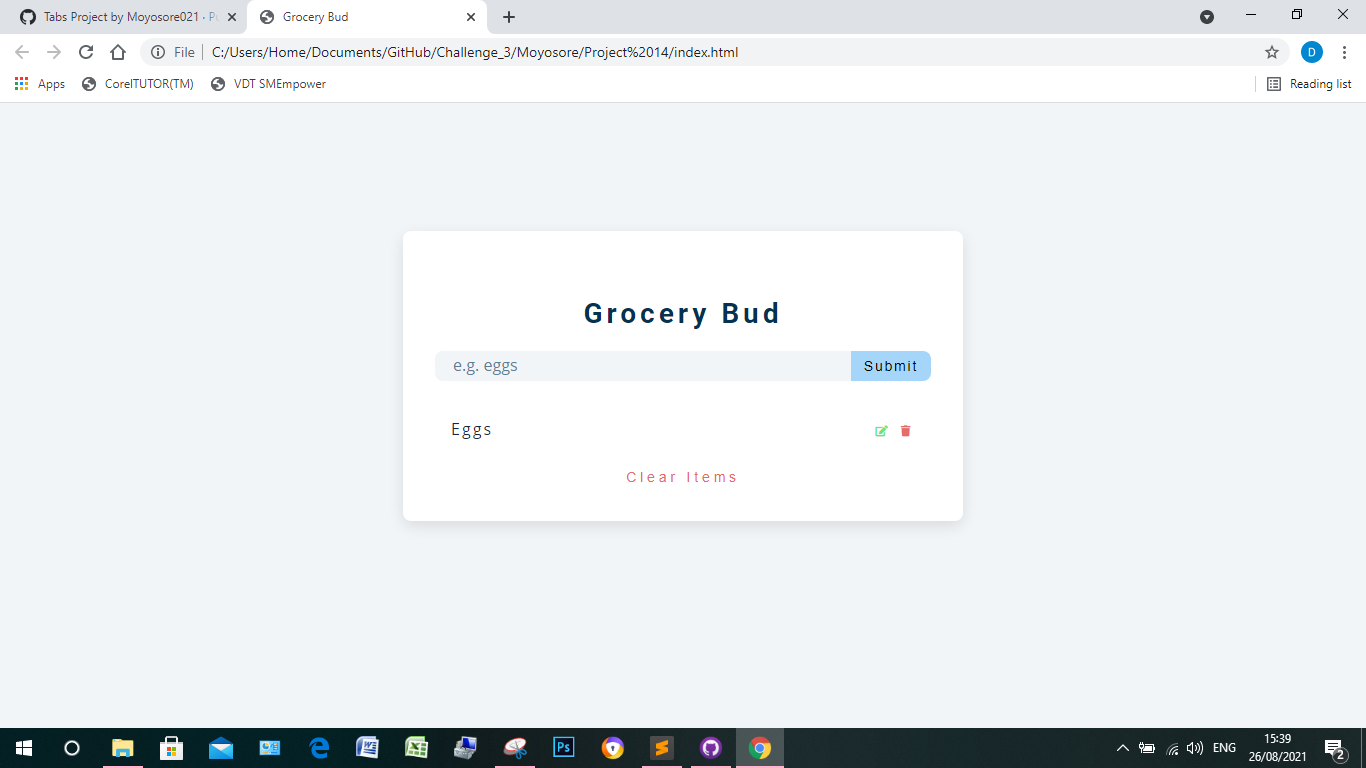 Tabs Project by Moyosore021 · P
Grocery Bud
File
C:/Users/Home/Documents/GitHub/Challenge_3/Moyosore/Project%2014/index.html
D
Apps
CorelTUTOR(TM)
VDT SMEmpower
Reading list
Grocery Bud
e.g. eggs
Submit
Eggs
Clear Items
Ps
ENG
15:39
26/08/2021
2